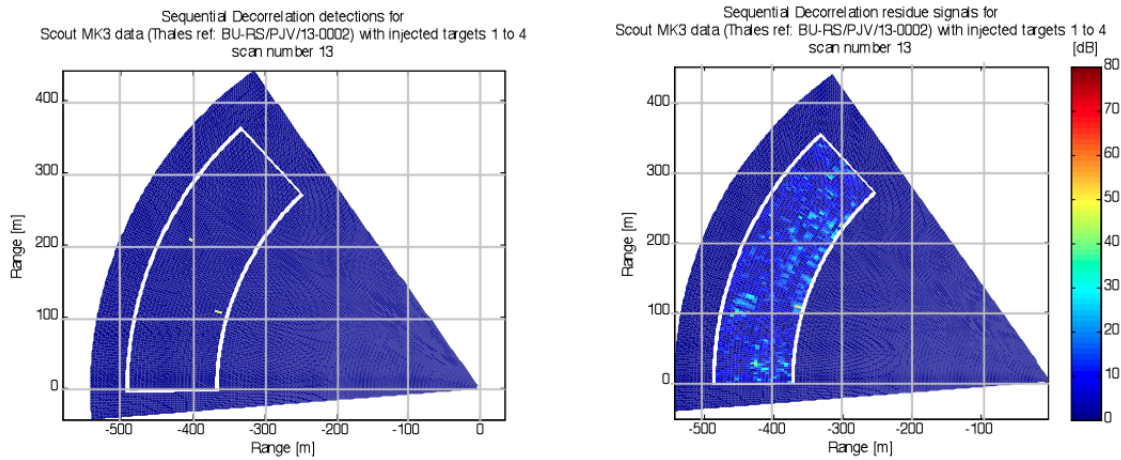 Sequential Decorrelation detections for
Scout MK3 data (Thales ref: BU-RS/PJV/13-0002) with injected targets 1 to 4
scan number 13
400
300
200
100
0
Range [m]
-500 -400 -300 -200 -100 0
Range [m]
Sequential Decorrelation residue signals for
Scout MK3 data (Thales ref: BU-RS/PJV/13-0002) with injected targets 1 to 4
scan number 13
[dB]
400
300
200
100
0
Range [m]
-500 -400 -300 -200 -100
Range [m]
80
70
60
50
40
30
20
10
0